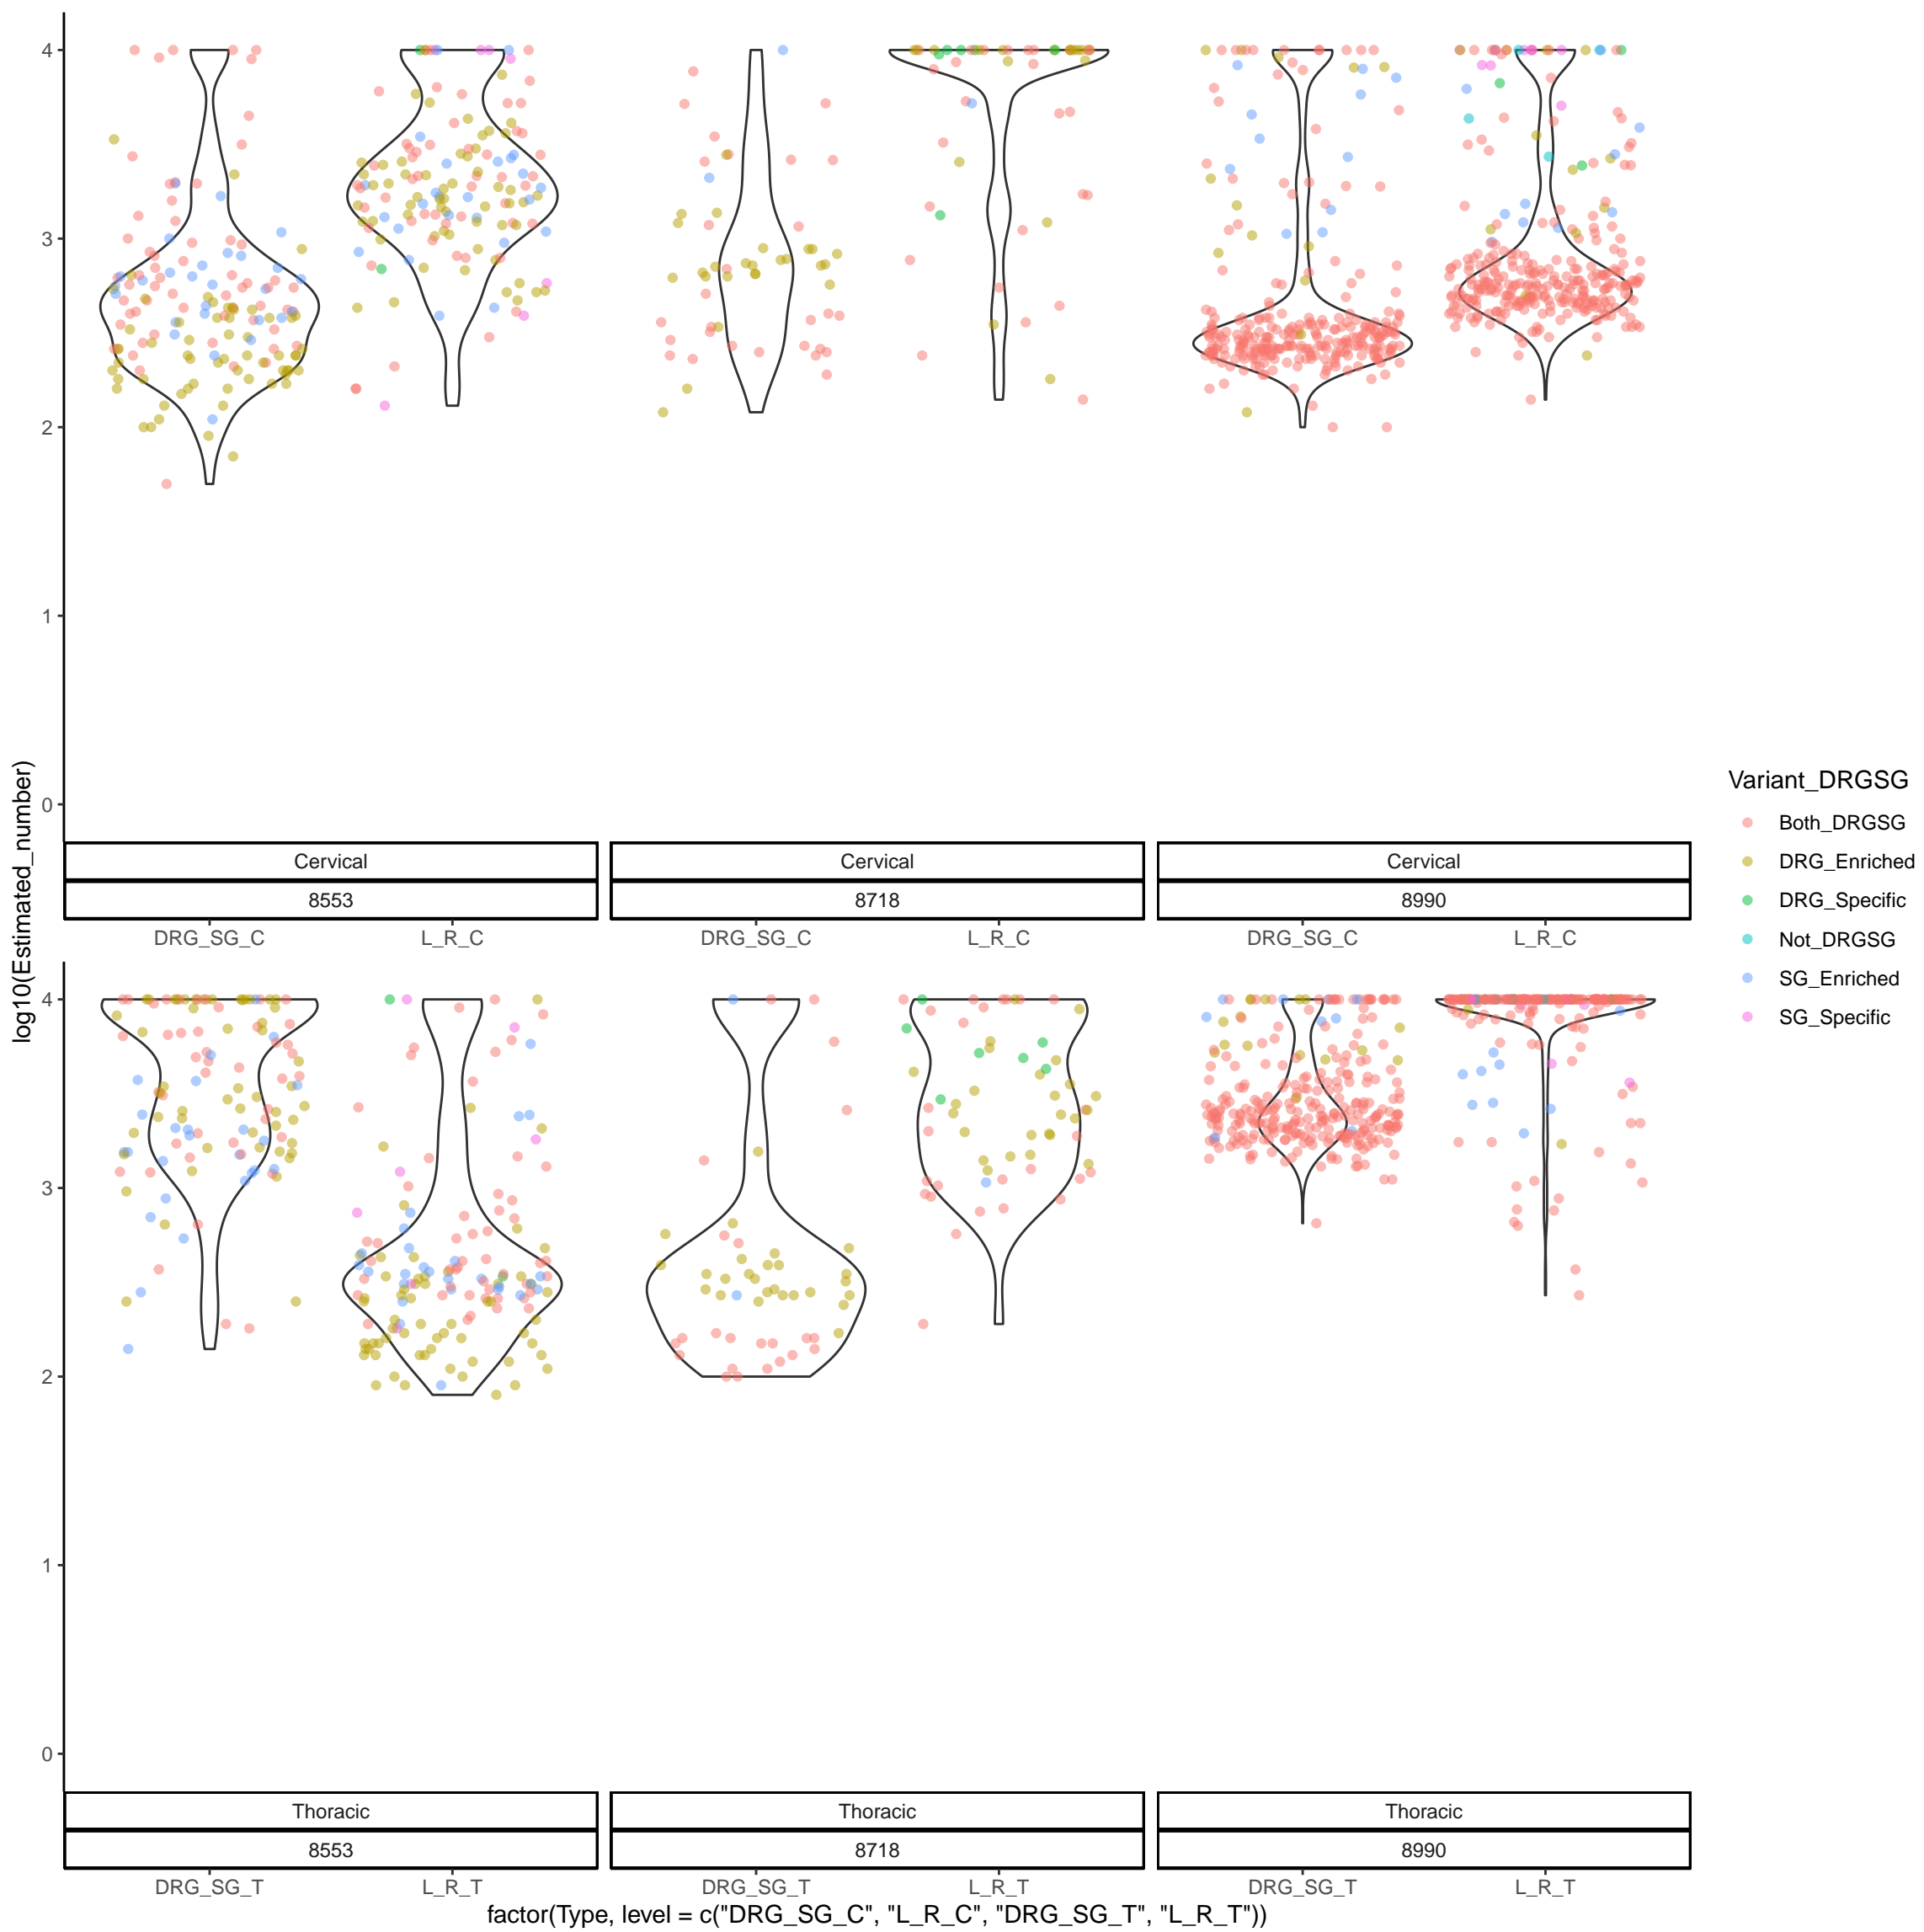 log10(Estimated_number)
4
3
2
1
0
Cervical
Cervical
Cervical
8553
8718
8990
DRG_SG_C
L_R_C
DRG_SG_C
L_R_C
DRG_SG_C
L_R_C
4
3
2
1
0
Thoracic
Thoracic
Thoracic
8553
8718
8990
DRG_SG_T
L_R_T
DRG_SG_T
L_R_T
DRG_SG_T
L_R_T
factor(Type, level = c("DRG_SG_C", "L_R_C", "DRG_SG_T", "L_R_T"))
Variant_DRGSG
Both_DRGSG
DRG_Enriched
DRG_Specific
Not_DRGSG
SG_Enriched
SG_Specific